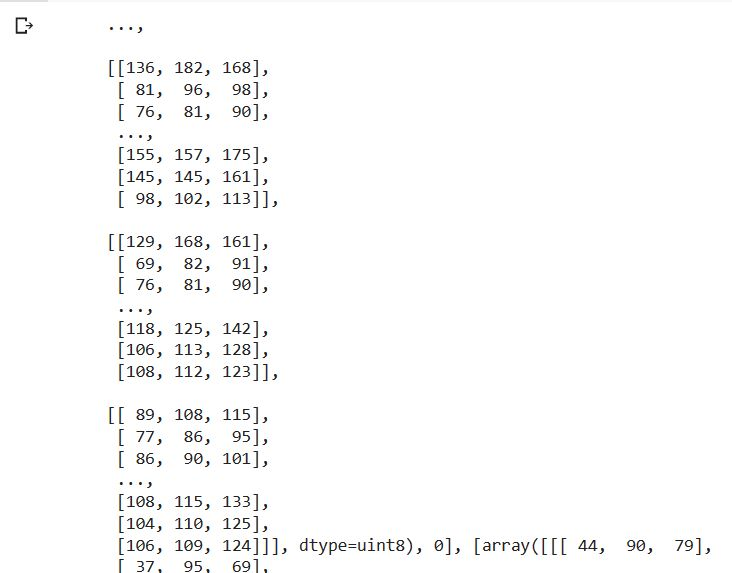 ...,
[[136, 182, 168],
[ 81,  96,  98],
[ 76,  81,  90],
...,
[155, 157, 175],
[145, 145, 161],
[ 98, 102, 113]],
[[129, 168, 161],
[ 69,  82,  91],
[ 76,  81,  90],
...,
[118, 125, 142],
[106, 113, 128],
[108, 112, 123]],
[[ 89, 108, 115],
[ 77,  86,  95],
[ 86,  90, 101],
...,
[108, 115, 133],
[104, 110, 125],
[106, 109, 124]]], dtype=uint8), 0], [array([[[ 44,  90,  79],
[ 37,  95,  69],